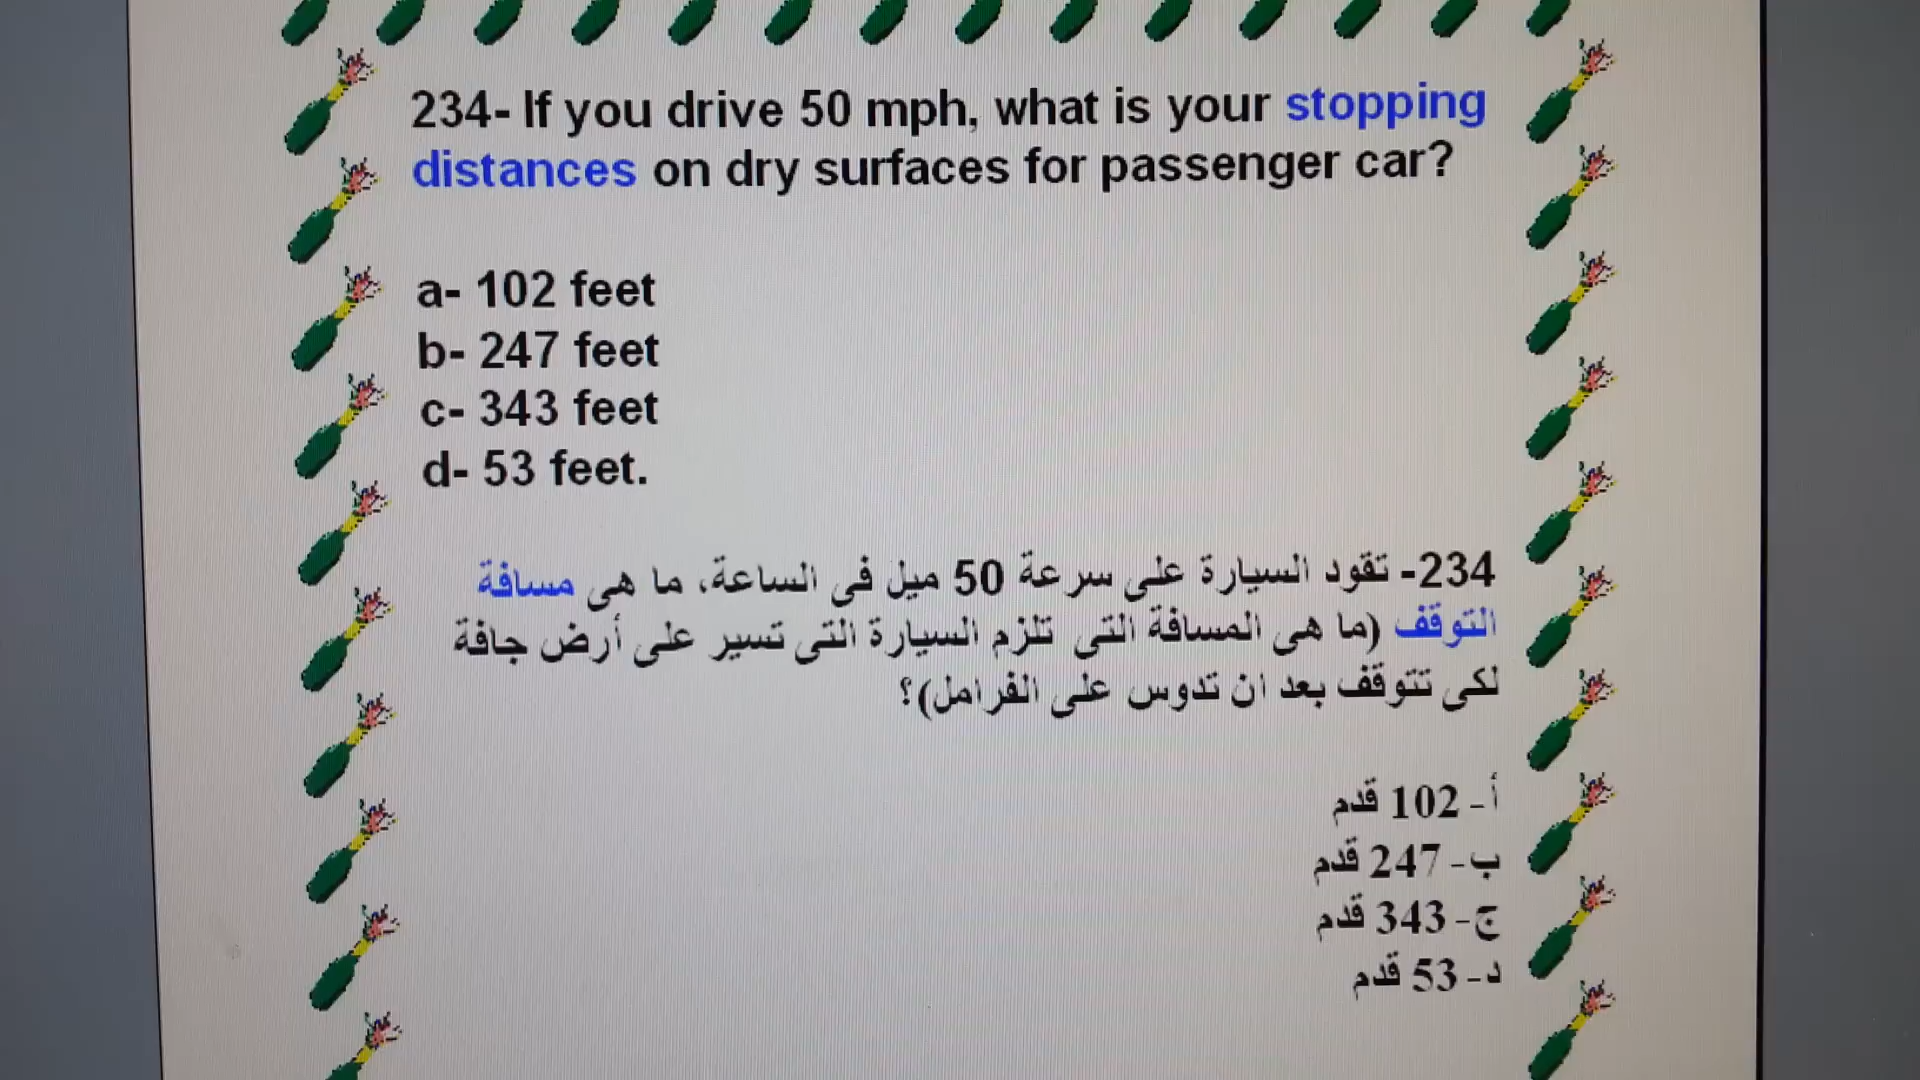 234- If you drive 50 mph, what is your stopping
distances on dry surfaces for passenger car?
a- 102 feet
b- 247 feet
c- 343 feet
d- 53 feet.
234- تقود السيارة على سرعة 50 ميل فى الساعة، ما هى مسافة
التوقف (ما هى المسافة التى تلزم السيارة التى تسير على أرض جافة
لكى تتوقف بعد ان تدوس على الفرامل)؟
أ- 102 قدم
ب- 247 قدم
ج- 343 قدم
د- 53 قدم